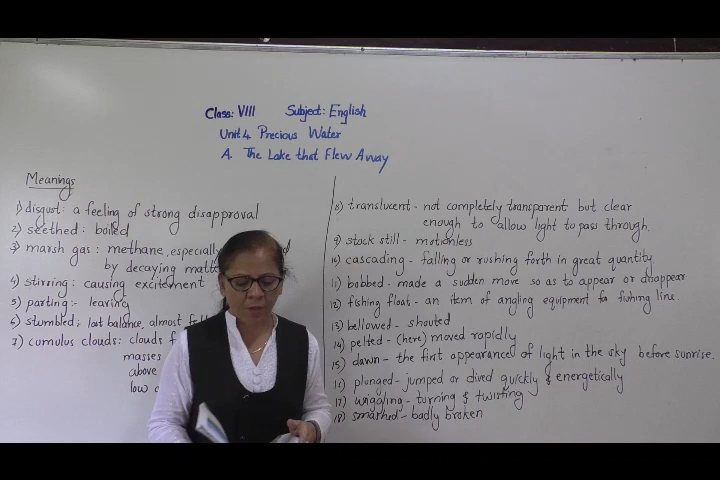 Class: VIII Subject: English
Unit 4. Precious Water
A. The Lake that Flew Away
Meanings
1) disgust: a feeling of strong disapproval
2) seethed: boiled
3) marsh gas: methane, especially
by decaying matte
4) stirring: causing excitement
5) parting:- leaving
6) stumbled: lost balance, almost fell
7) cumulus clouds: clouds f
masses
above
low
8) translucent - not completely transparent but clear
enough to allow light to pass through.
9) stock still - motionless
10) cascading - falling or rushing forth in great quantity
11) bobbed - made a sudden move so as to appear or disappear
12) fishing float - an item of angling equipment for fishing line.
13) bellowed - shouted
14) pelted - (here) moved rapidly
15) dawn - the first appearance of light in the sky before sunrise.
16) plunged - jumped or dived quickly & energetically
17) wiggling - turning & twisting
18) smashed - badly broken